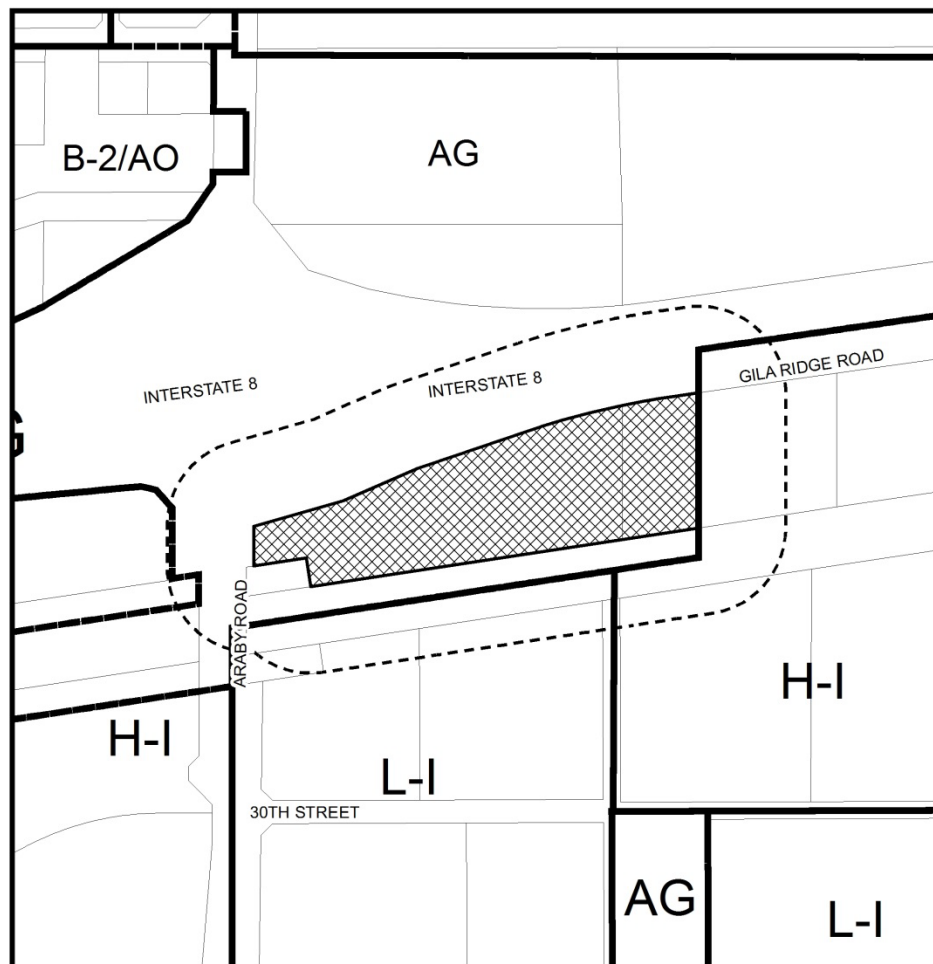 B-2/AO
AG
INTERSTATE 8
INTERSTATE 8
GILA RIDGE ROAD
G
ARABY ROAD
H-I
H-I
L-I
30TH STREET
AG
L-I